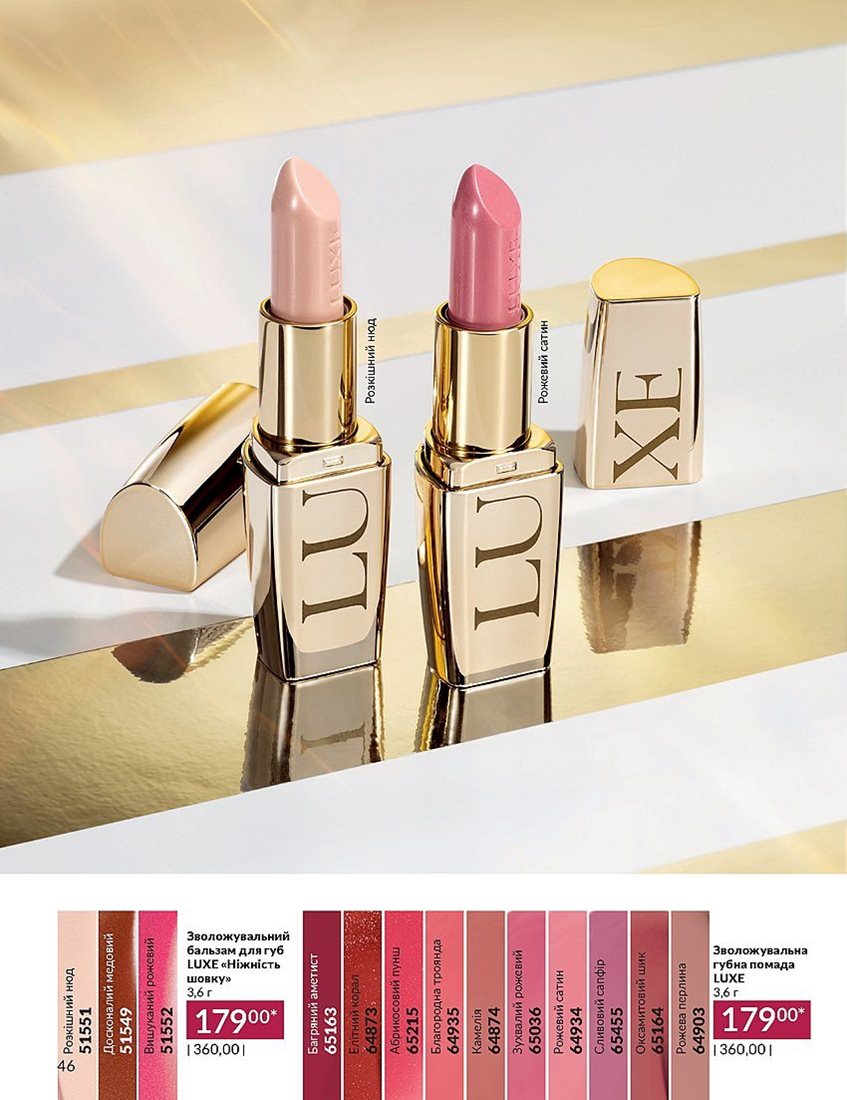 LUXE
LUXE
Розкішний нюд
Рожевий сатин
LU
LU
XE
Розкішний нюд
51551
Досконалий медовий
51549
Вишуканий рожевий
51552
Зволожувальний
бальзам для губ
LUXE «Ніжність
шовку»
3,6 г
17900*
| 360,00 |
Багряний аметист
65163
Елітний корал
64873
Абрикосовий пунш
65215
Благородна троянда
64935
Камелія
64874
Зухвалий рожевий
65036
Рожевий сатин
64934
Сливовий сапфір
65455
Оксамитовий шик
65164
Рожева перлина
64903
Зволожувальна
губна помада
LUXE
3,6 г
17900*
| 360,00 |
46